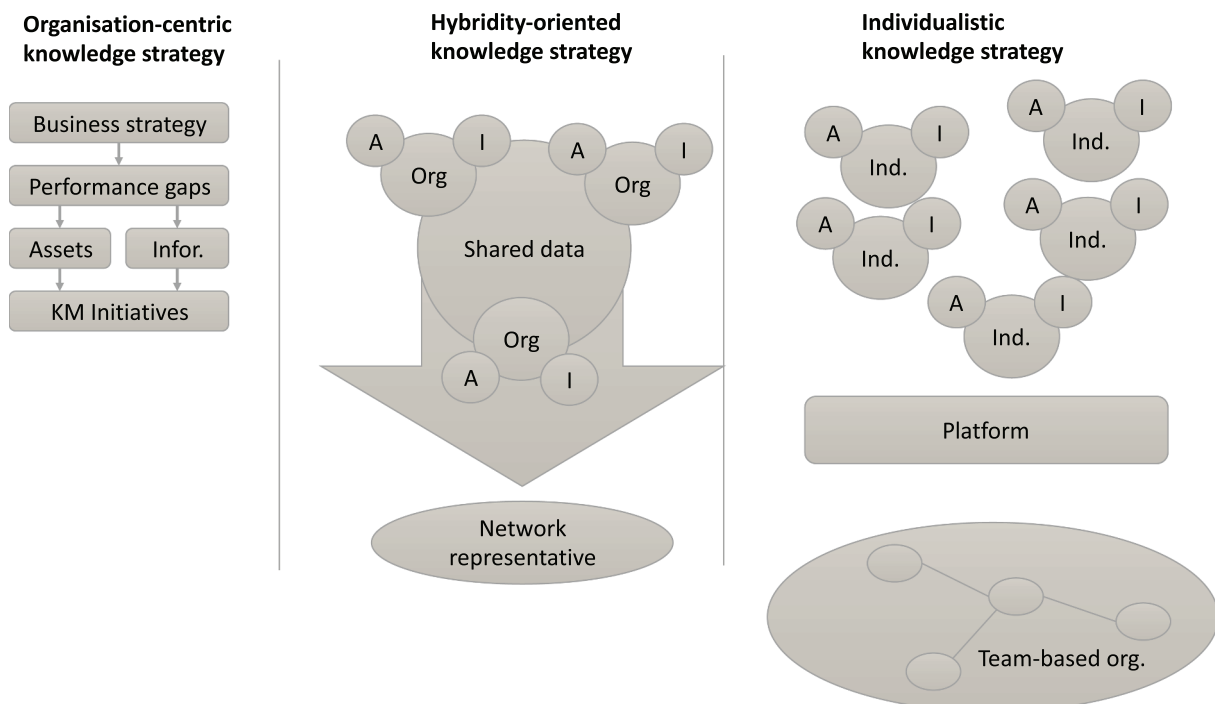 Organisation-centric
knowledge strategy
Business strategy
Performance gaps
Assets
Infor.
KM Initiatives
Hybridity-oriented
knowledge strategy
A
I
A
I
Org
Org
Shared data
Org
A
I
Network
representative
Individualistic
knowledge strategy
A
I
Ind.
A
I
Ind.
A
I
Ind.
A
I
Ind.
A
I
Ind.
Platform
Team-based org.